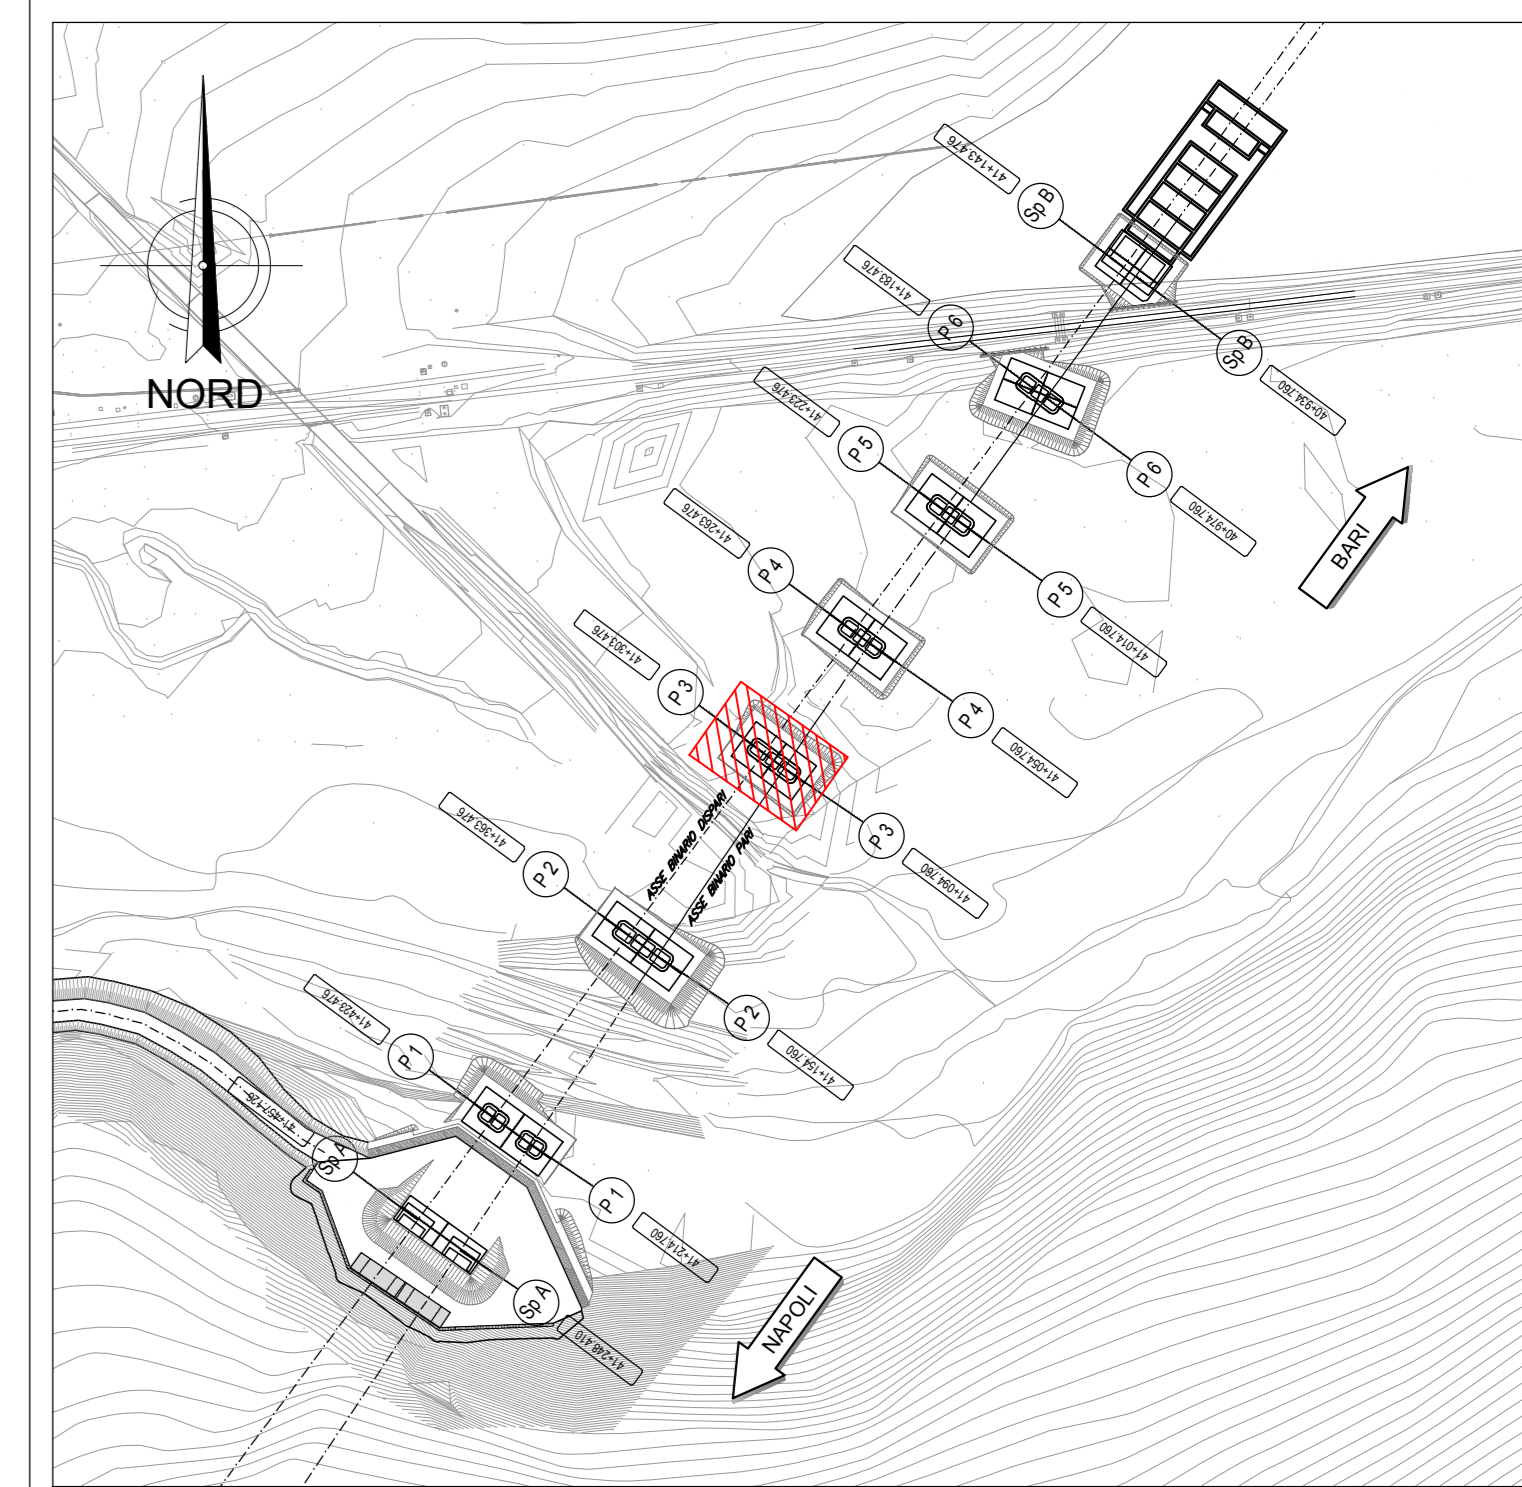 41+143.476
Sp B
NORD
41+183.476
P 6
Sp B
40+934.760
41+223.476
P 5
P 6
40+974.760
BARI
41+263.476
P 4
P 5
41+014.760
41+303.476
P 3
P 4
41+054.760
ASSE BINARIO DISPARI
ASSE BINARIO PARI
P 3
41+094.760
41+363.476
P 2
P 2
41+154.760
41+423.476
P 1
41+457.126
Sp A
P 1
41+214.760
Sp A
41+248.410
NAPOLI